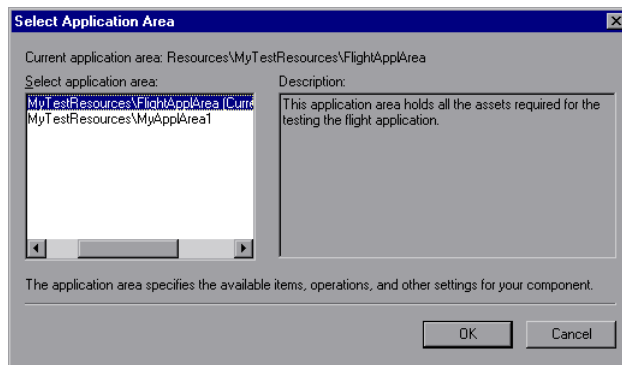 Select Application Area
Current application area: Resources\MyTestResources\FlightApplArea
Select application area:
Description:
MyTestResources\FlightApplArea (Curre
MyTestResources\MyApplArea1
This application area holds all the assets required for the
testing the flight application.
The application area specifies the available items, operations, and other settings for your component.
OK
Cancel